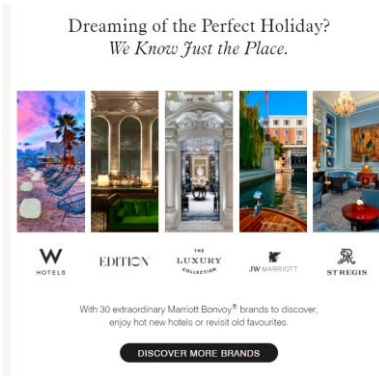 Dreaming of the Perfect Holiday?
We Know Just the Place.
W
HOTELS
EDITION
THE
LUXURY
COLLECTION
JW MARRIOTT
ST REGIS
With 30 extraordinary Marriott Bonvoy® brands to discover,
enjoy hot new hotels or revisit old favourites.
DISCOVER MORE BRANDS